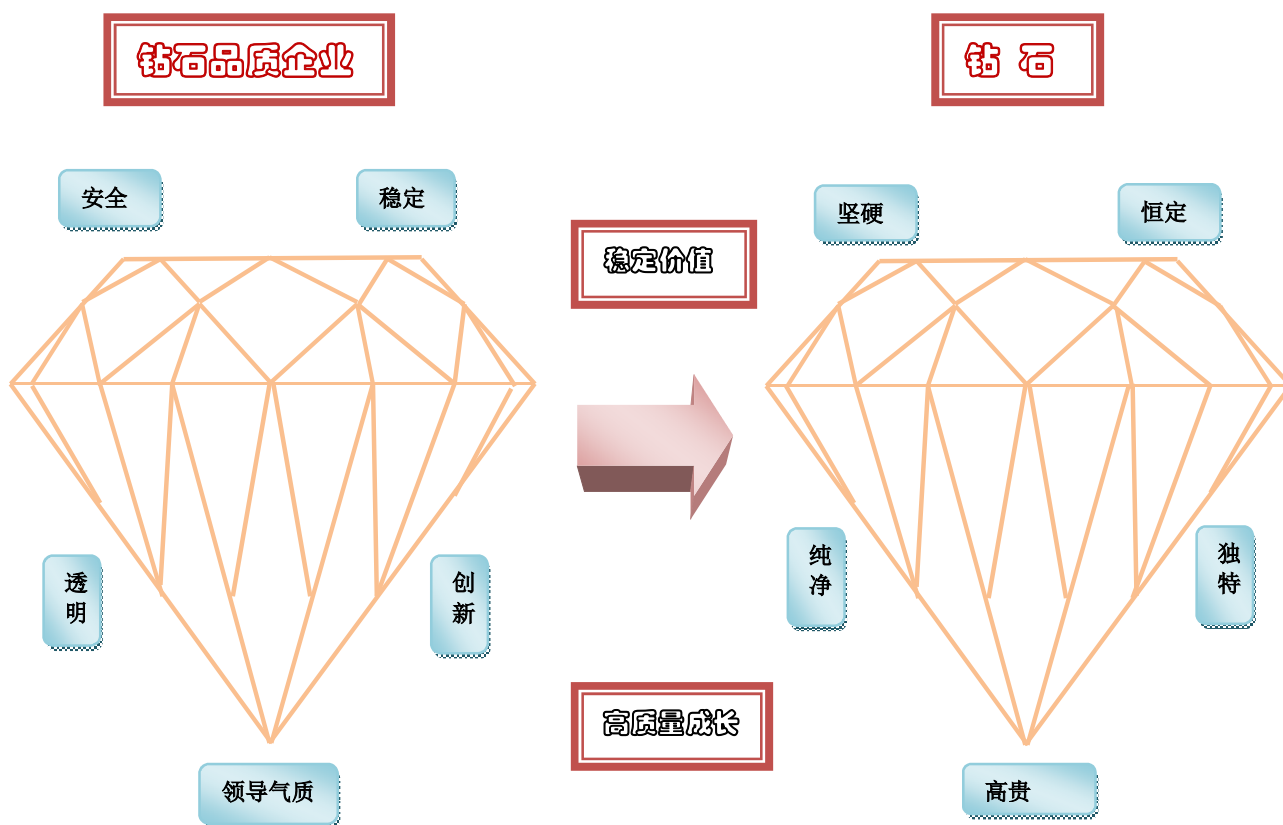 钻石品质企业
钻 石
安全
稳定
坚硬
恒定
稳定价值
透明
创新
纯净
独特
高质量成长
领导气质
高贵